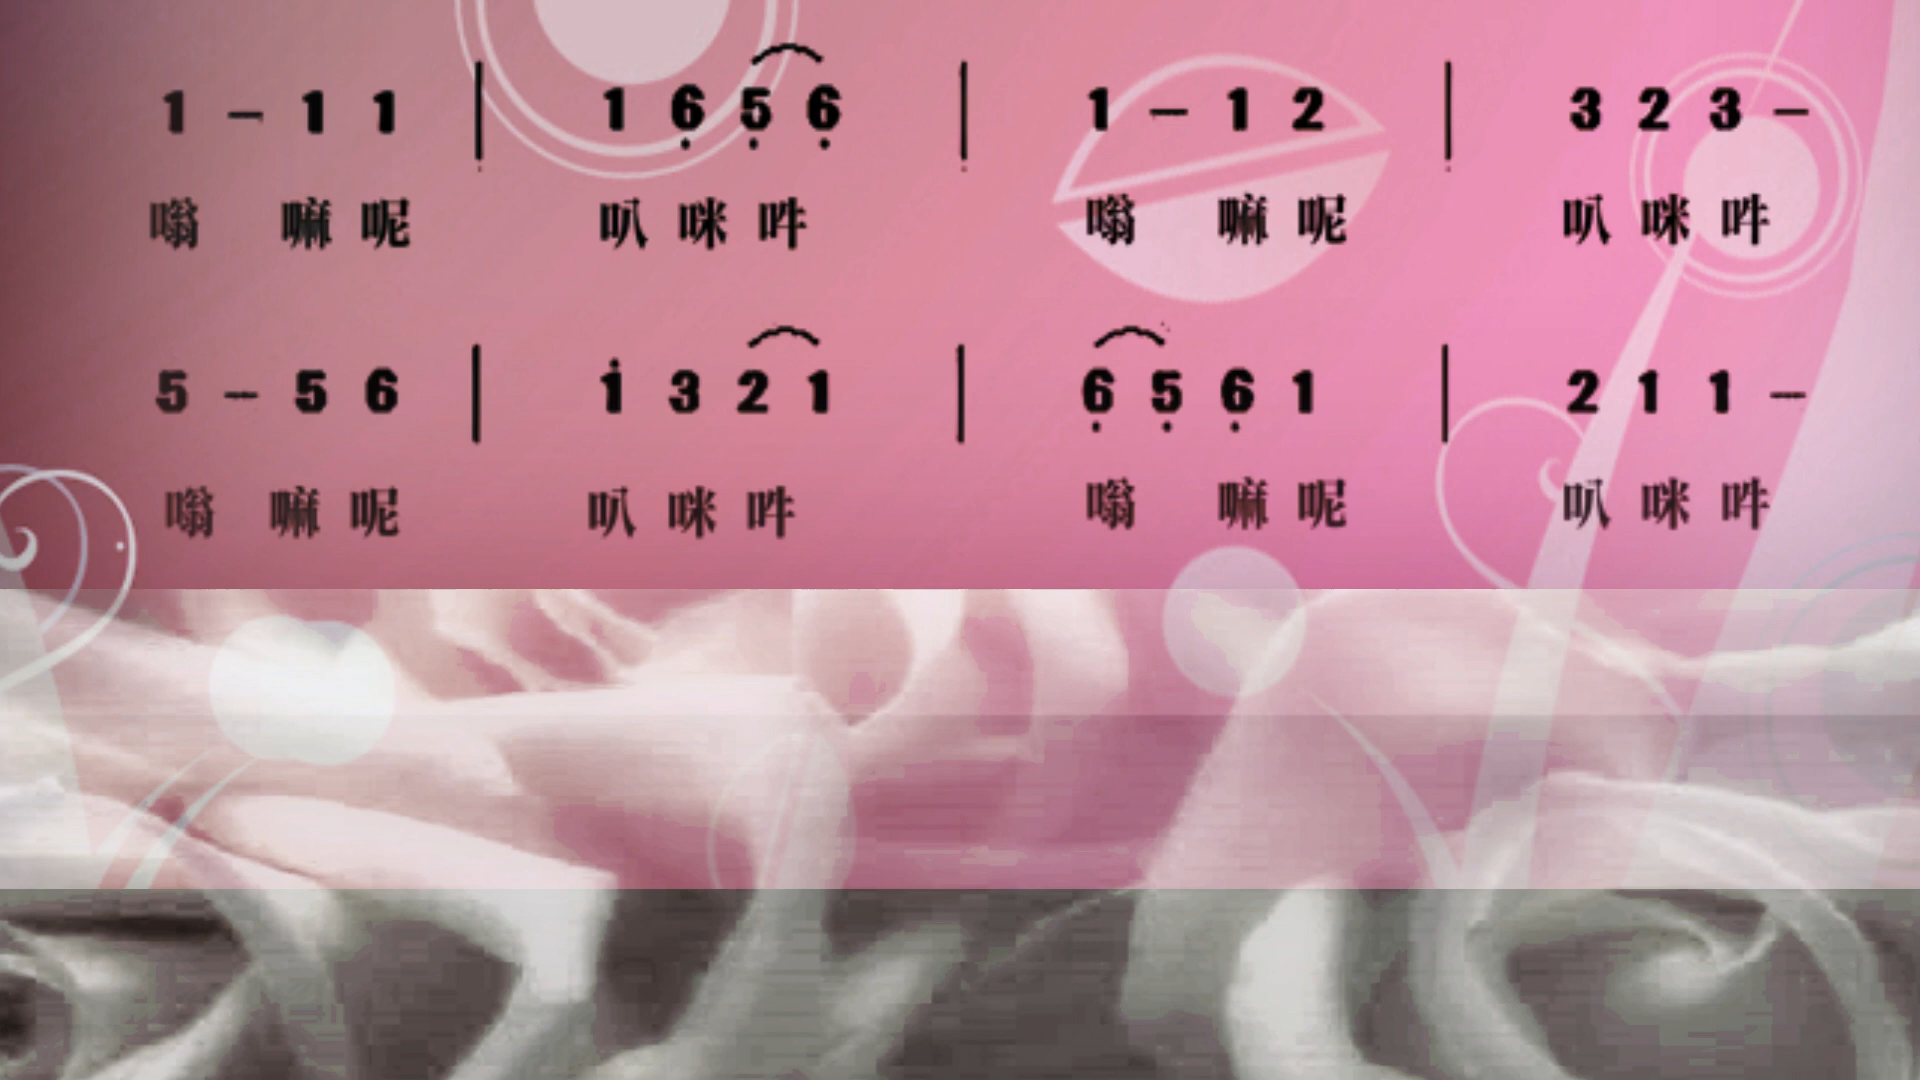 1 – 1 1 | 1 6̣ 5̣ 6̣ | 1 – 1 2 | 3 2 3 –
嗡 嘛 呢 叭 咪 吽 嗡 嘛 呢 叭 咪 吽
5 – 5 6 | 1̇ 3 2 1 | 6̣ 5̣ 6̣ 1 | 2 1 1 –
嗡 嘛 呢 叭 咪 吽 嗡 嘛 呢 叭 咪 吽